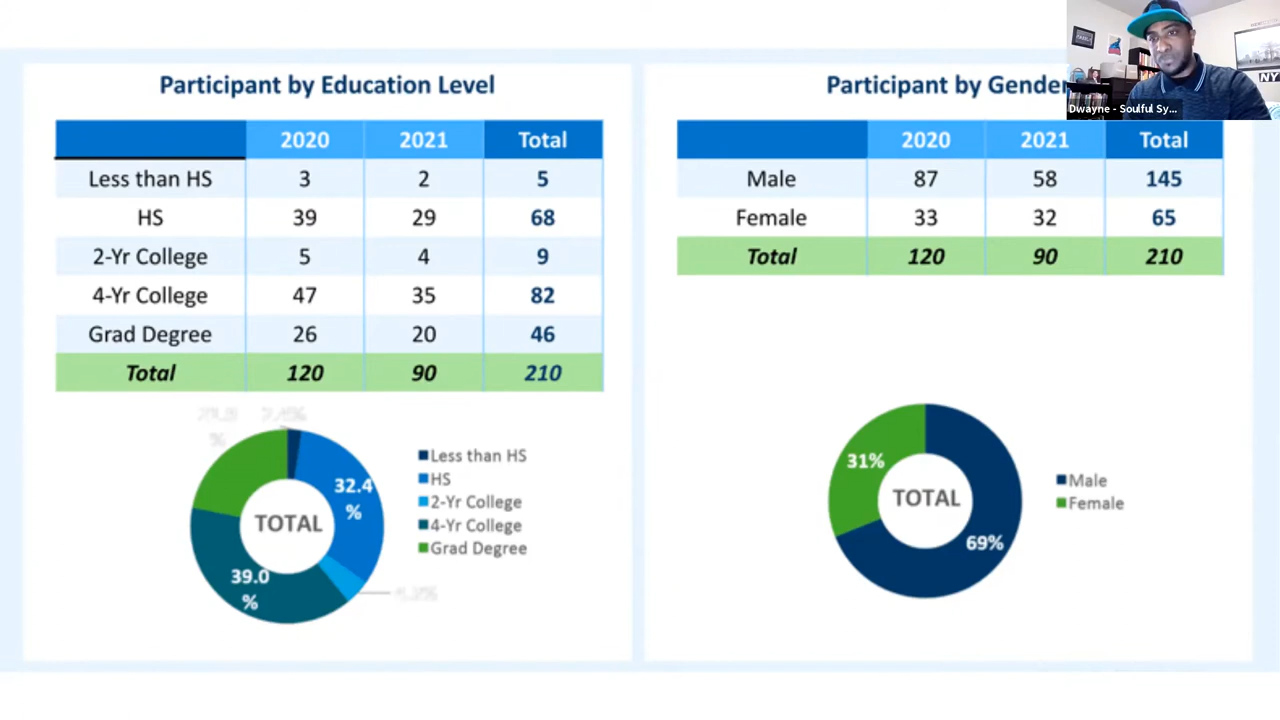 Participant by Education Level
2020 2021 Total
Less than HS 3 2 5
HS 39 29 68
2-Yr College 5 4 9
4-Yr College 47 35 82
Grad Degree 26 20 46
Total 120 90 210
32.4
%
39.0
%
TOTAL
Less than HS
HS
2-Yr College
4-Yr College
Grad Degree
Participant by Gender
2020 2021 Total
Male 87 58 145
Female 33 32 65
Total 120 90 210
31%
TOTAL
69%
Male
Female
NY
Dwayne - Soulful Sy...